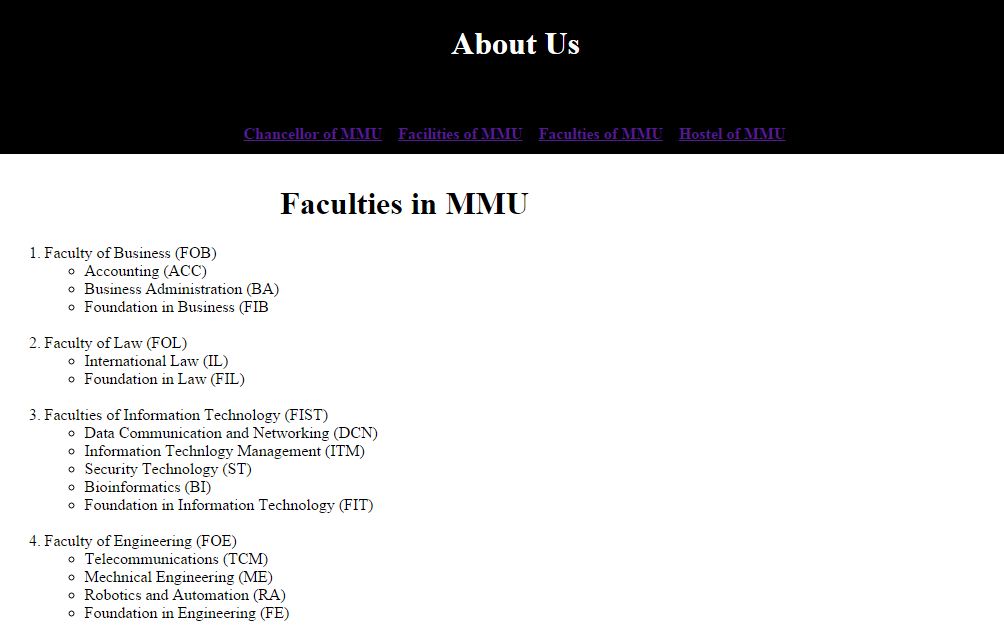 About Us
Chancellor of MMU Facilities of MMU Faculties of MMU Hostel of MMU
Faculties in MMU
1. Faculty of Business (FOB)
Accounting (ACC)
Business Administration (BA)
Foundation in Business (FIB
2. Faculty of Law (FOL)
International Law (IL)
Foundation in Law (FIL)
3. Faculties of Information Technology (FIST)
Data Communication and Networking (DCN)
Information Technlogy Management (ITM)
Security Technology (ST)
Bioinformatics (BI)
Foundation in Information Technology (FIT)
4. Faculty of Engineering (FOE)
Telecommunications (TCM)
Mechnical Engineering (ME)
Robotics and Automation (RA)
Foundation in Engineering (FE)